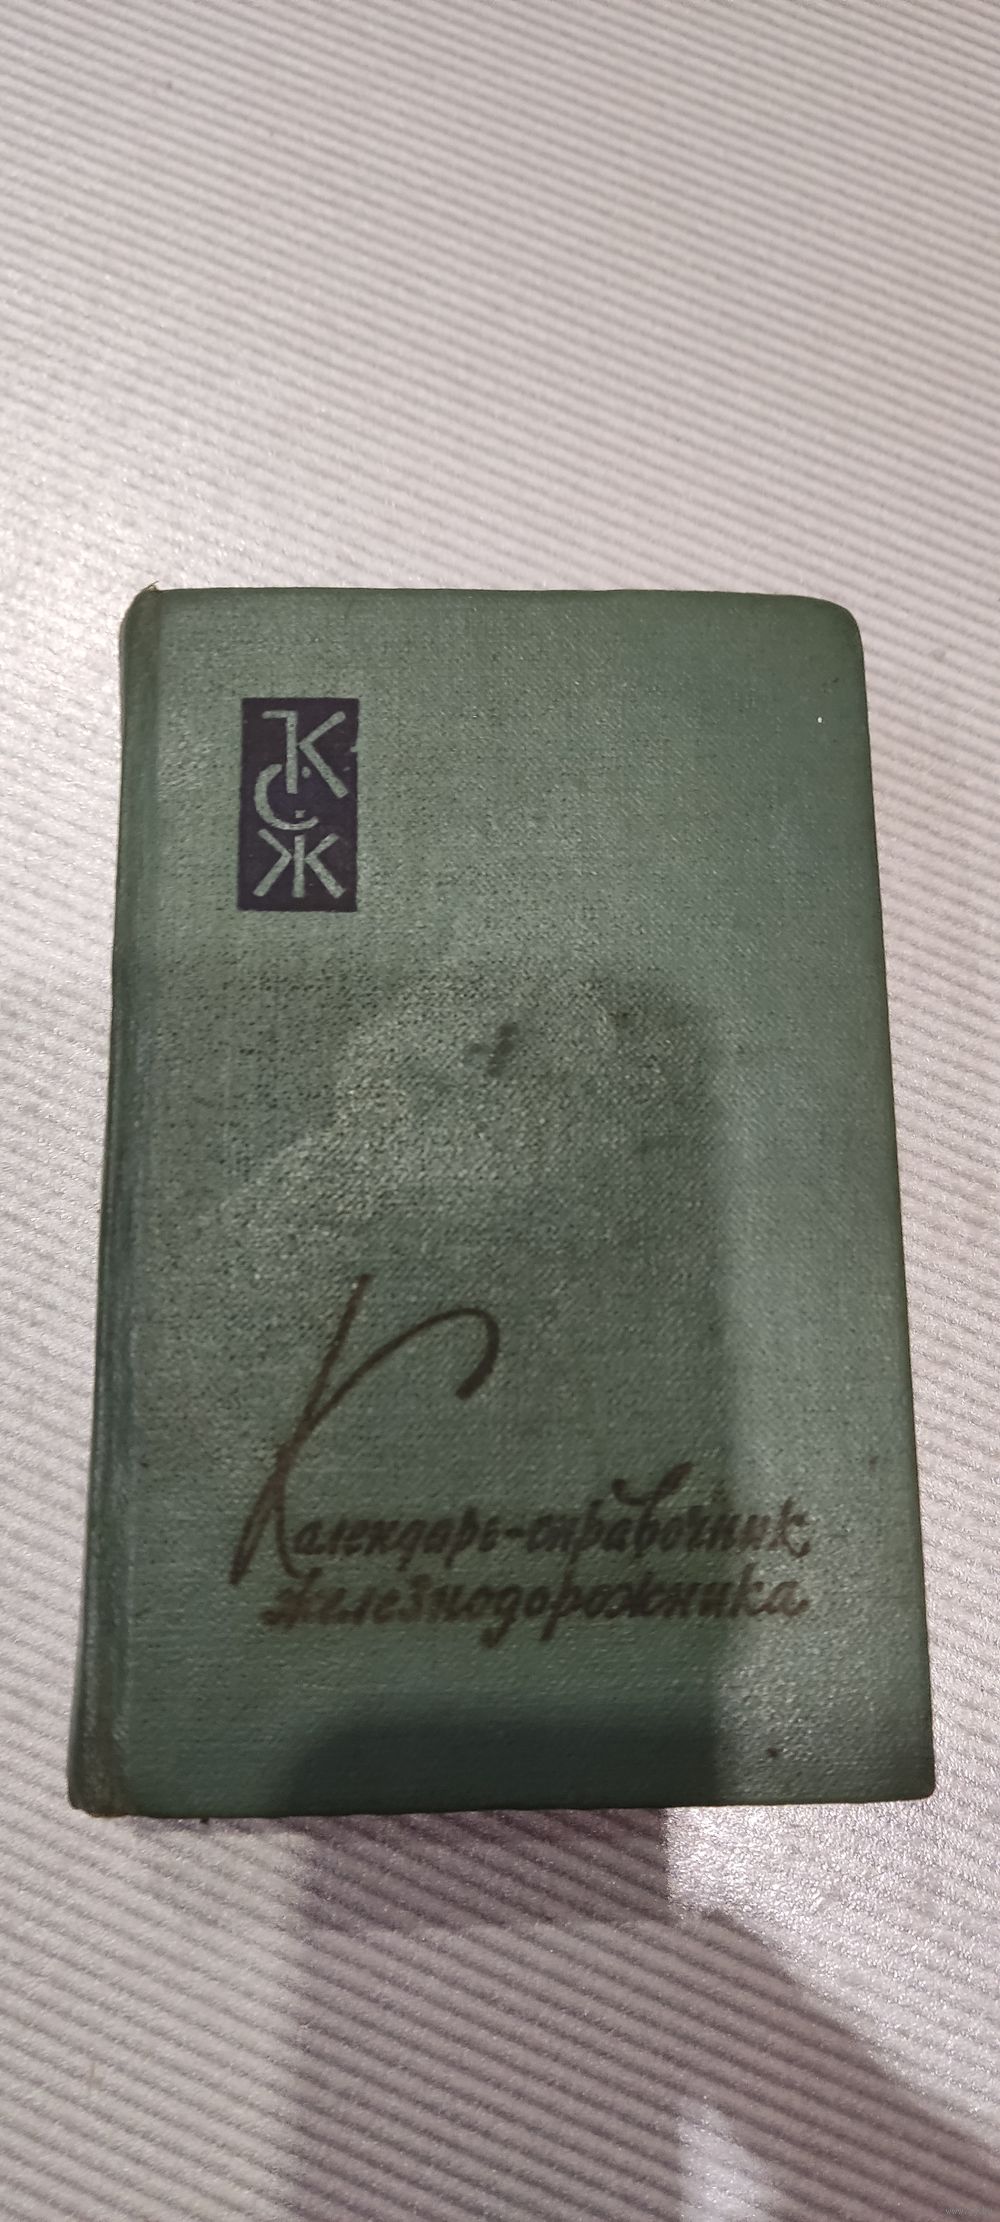 К
С
Ж
Календарь-справочник
железнодорожника